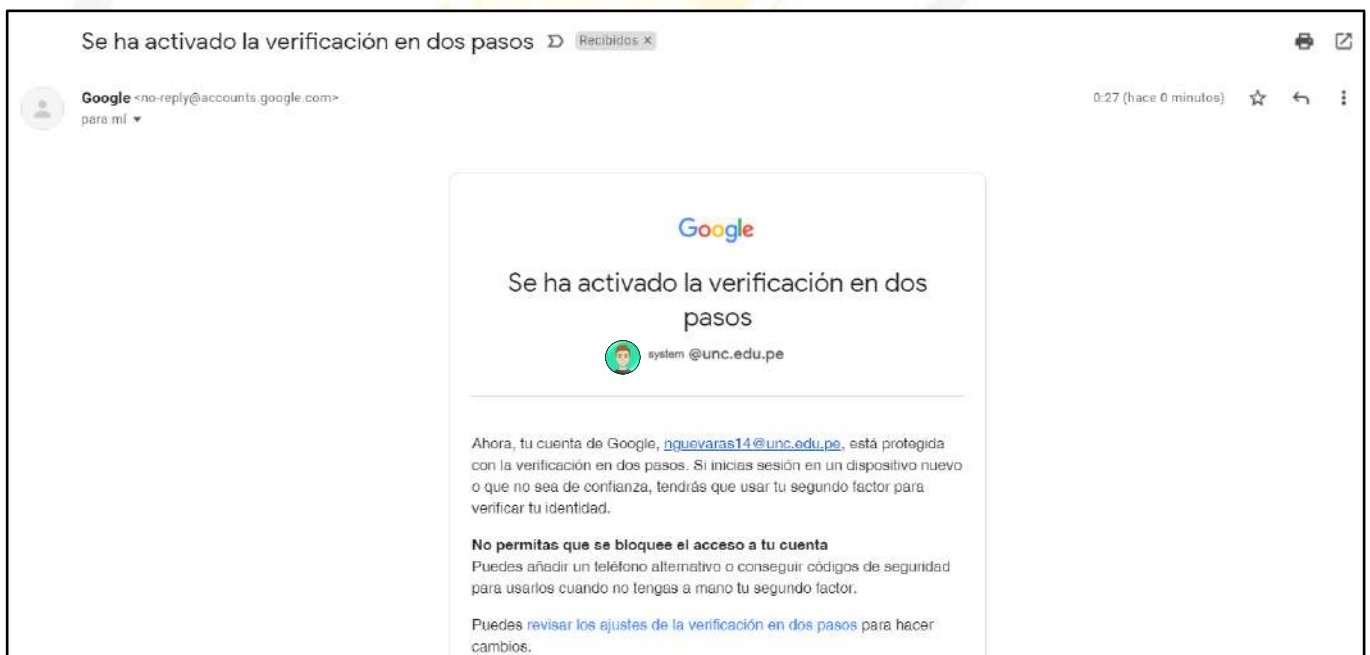 Se ha activado la verificación en dos pasos Recibidos x
Google <no-reply@accounts.google.com>
0:27 (hace 0 minutos)
para mí
Google
Se ha activado la verificación en dos
pasos
system @unc.edu.pe
Ahora, tu cuenta de Google, nguevaras14@unc.edu.pe, está protegida
con la verificación en dos pasos. Si inicias sesión en un dispositivo nuevo
o que no sea de confianza, tendrás que usar tu segundo factor para
verificar tu identidad.
No permitas que se bloquee el acceso a tu cuenta
Puedes añadir un teléfono alternativo o conseguir códigos de seguridad
para usarlos cuando no tengas a mano tu segundo factor.
Puedes revisar los ajustes de la verificación en dos pasos para hacer
cambios.